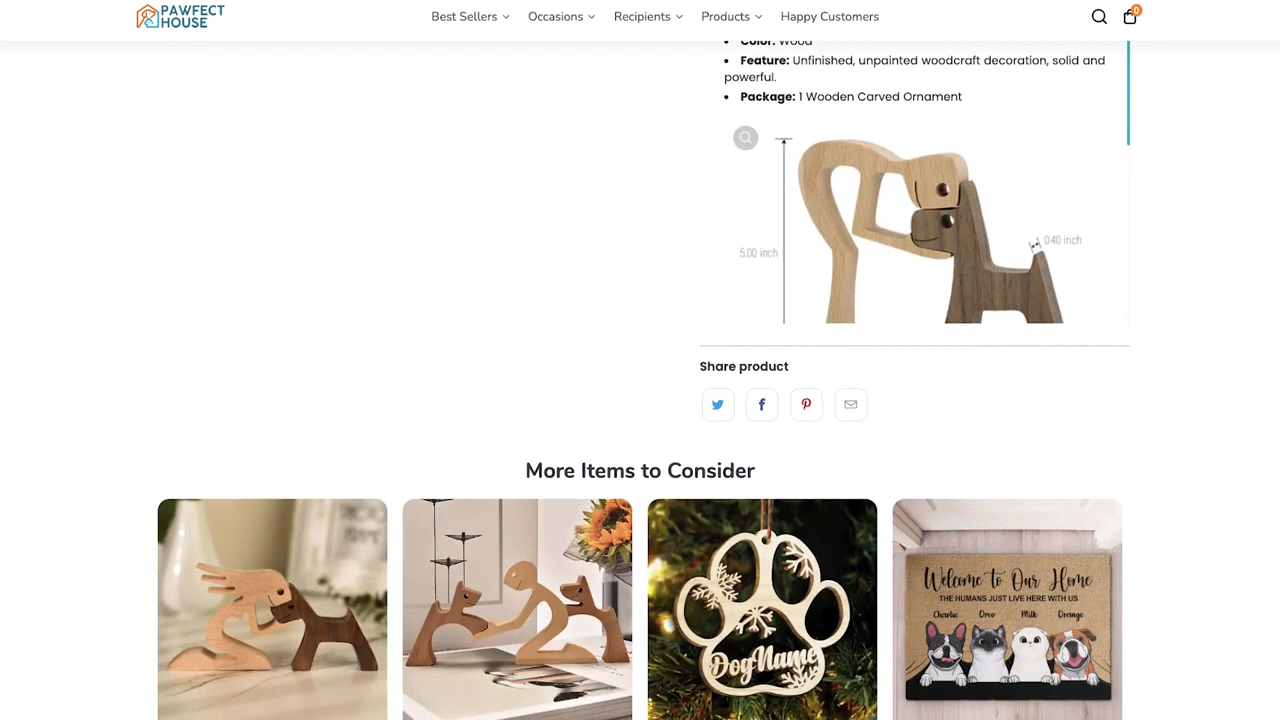 PAWFECT
HOUSE
Best Sellers
Occasions
Recipients
Products
Happy Customers
0
• Color: Wood
• Feature: Unfinished, unpainted woodcraft decoration, solid and
powerful.
• Package: 1 Wooden Carved Ornament
5.00 inch
0.40 inch
Share product
More Items to Consider
DogName
Welcome to Our Home
THE HUMANS JUST LIVE HERE WITH US
Charlie Oreo Milk Orange